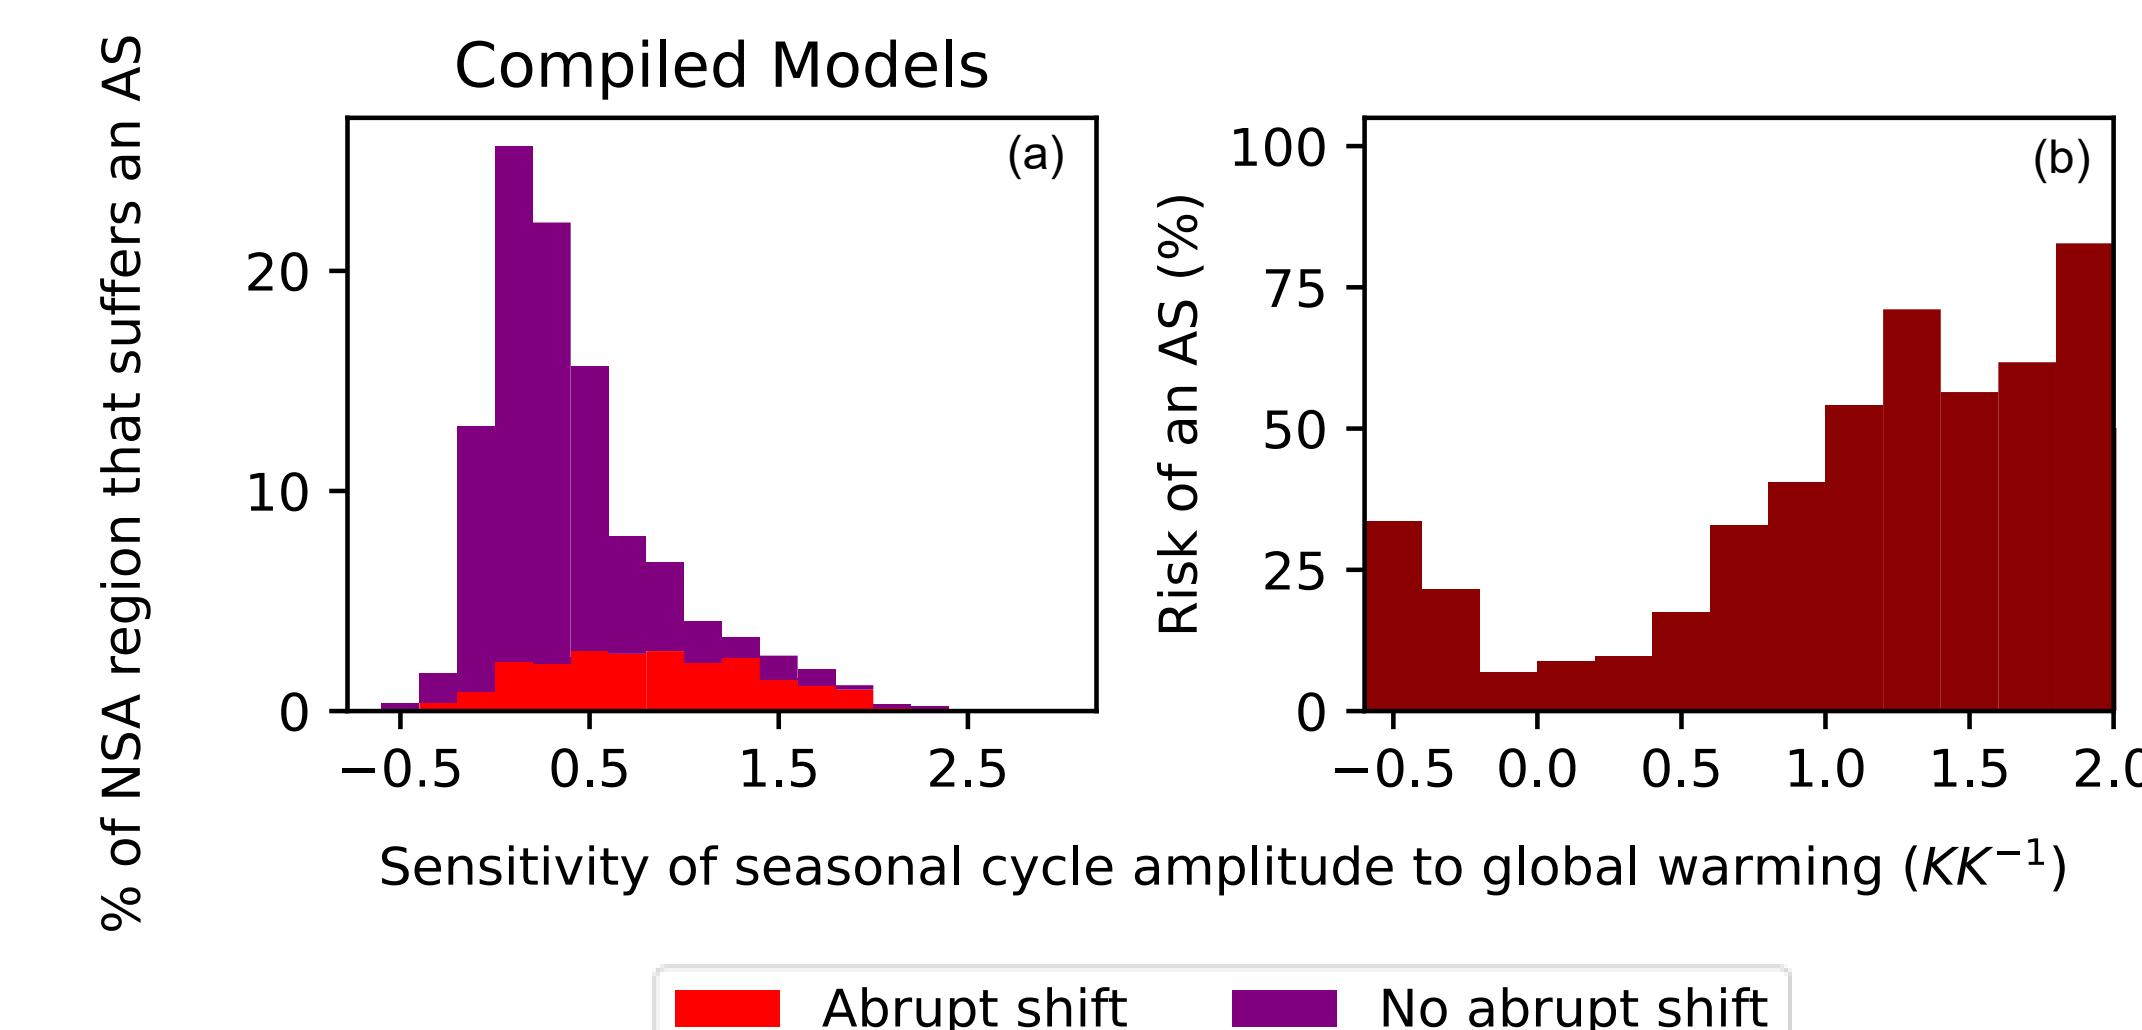 Compiled Models
% of NSA region that suffers an AS
(a)
20
10
0
−0.5 0.5 1.5 2.5
Risk of an AS (%)
(b)
100
75
50
25
0
−0.5 0.0 0.5 1.0 1.5 2.0
Sensitivity of seasonal cycle amplitude to global warming (KK⁻¹)
Abrupt shift No abrupt shift